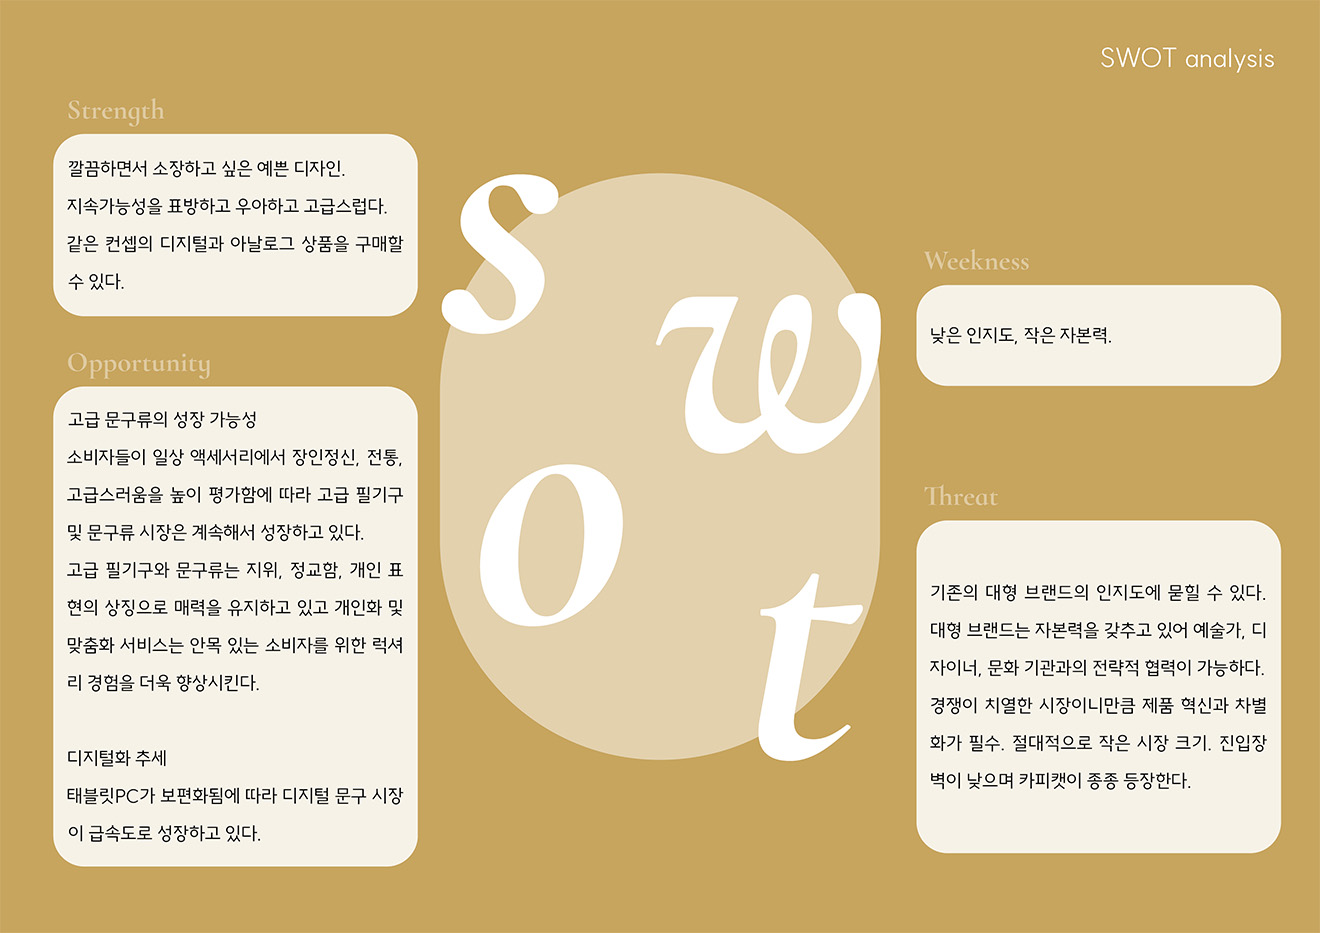 SWOT analysis
Strength
깔끔하면서 소장하고 싶은 예쁜 디자인.
지속가능성을 표방하고 우아하고 고급스럽다.
같은 컨셉의 디지털과 아날로그 상품을 구매할
수 있다.
Opportunity
고급 문구류의 성장 가능성
소비자들이 일상 액세서리에서 장인정신, 전통,
고급스러움을 높이 평가함에 따라 고급 필기구
및 문구류 시장은 계속해서 성장하고 있다.
고급 필기구와 문구류는 지위, 정교함, 개인 표
현의 상징으로 매력을 유지하고 있고 개인화 및
맞춤화 서비스는 안목 있는 소비자를 위한 럭셔
리 경험을 더욱 향상시킨다.
디지털화 추세
태블릿PC가 보편화됨에 따라 디지털 문구 시장
이 급속도로 성장하고 있다.
s
w
o
t
Weekness
낮은 인지도, 작은 자본력.
Threat
기존의 대형 브랜드의 인지도에 묻힐 수 있다.
대형 브랜드는 자본력을 갖추고 있어 예술가, 디
자이너, 문화 기관과의 전략적 협력이 가능하다.
경쟁이 치열한 시장이니만큼 제품 혁신과 차별
화가 필수. 절대적으로 작은 시장 크기. 진입장
벽이 낮으며 카피캣이 종종 등장한다.